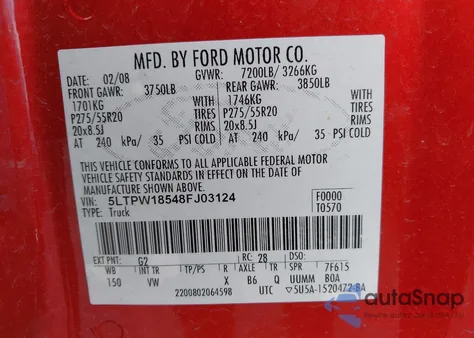 MFD. BY FORD MOTOR CO.
DATE: 02/08 GVWR: 7200LB/ 3266KG
FRONT GAWR: 3750LB REAR GAWR: 3850LB
1701KG WITH 1746KG WITH
P275/55R20 TIRES P275/55R20 TIRES
20x8.5J RIMS 20x8.5J RIMS
AT 240 kPa/ 35 PSI COLD AT 240 kPa/ 35 PSI COLD
THIS VEHICLE CONFORMS TO ALL APPLICABLE FEDERAL MOTOR
VEHICLE SAFETY STANDARDS IN EFFECT ON THE DATE OF
MANUFACTURE SHOWN ABOVE.
VIN: 5LTPW18548FJ03124 F0000
TYPE: Truck T0570
EXT PNT: G2 RC: 28 DSO:
WB INT TR TP/PS R AXLE TR SPR 7F615
150 VW X B6 Q UUMM BOA
2200802064598 UTC 5U5A-1520472-BA
autoSnap